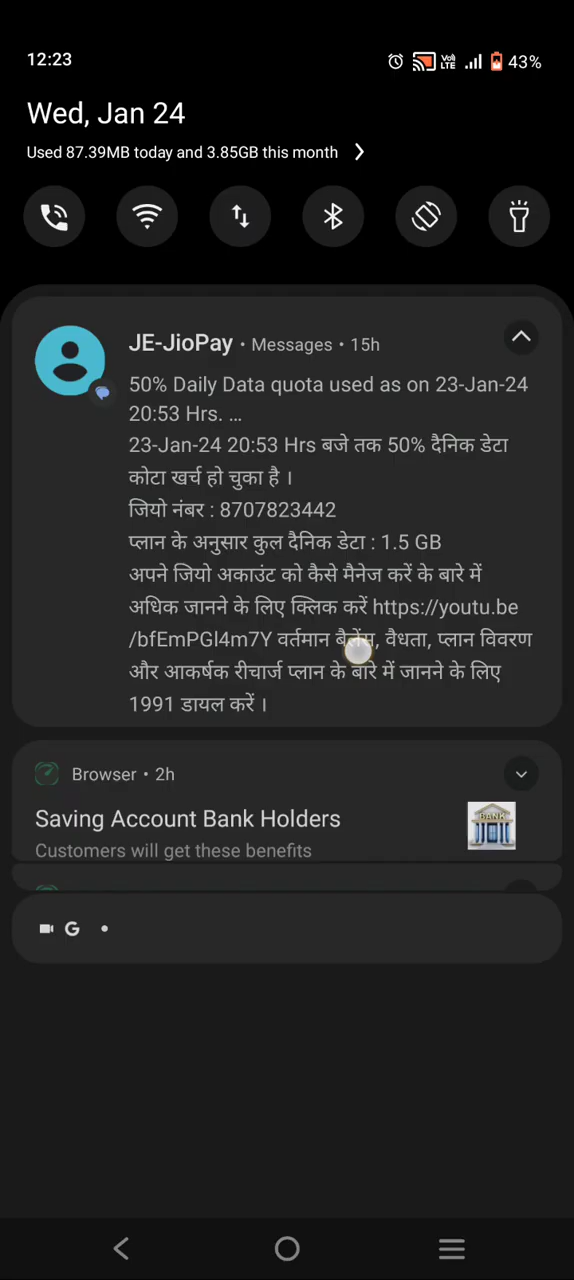 12:23
Vo) LTE 43%
Wed, Jan 24
Used 87.39MB today and 3.85GB this month
JE-JioPay • Messages • 15h
50% Daily Data quota used as on 23-Jan-24
20:53 Hrs. ...
23-Jan-24 20:53 Hrs बजे तक 50% दैनिक डेटा
कोटा खर्च हो चुका है ।
जियो नंबर : 8707823442
प्लान के अनुसार कुल दैनिक डेटा : 1.5 GB
अपने जियो अकाउंट को कैसे मैनेज करें के बारे में
अधिक जानने के लिए क्लिक करें https://youtu.be
/bfEmPGl4m7Y वर्तमान बैलेंस, वैधता, प्लान विवरण
और आकर्षक रीचार्ज प्लान के बारे में जानने के लिए
1991 डायल करें ।
Browser • 2h
Saving Account Bank Holders
BANK
Customers will get these benefits
G